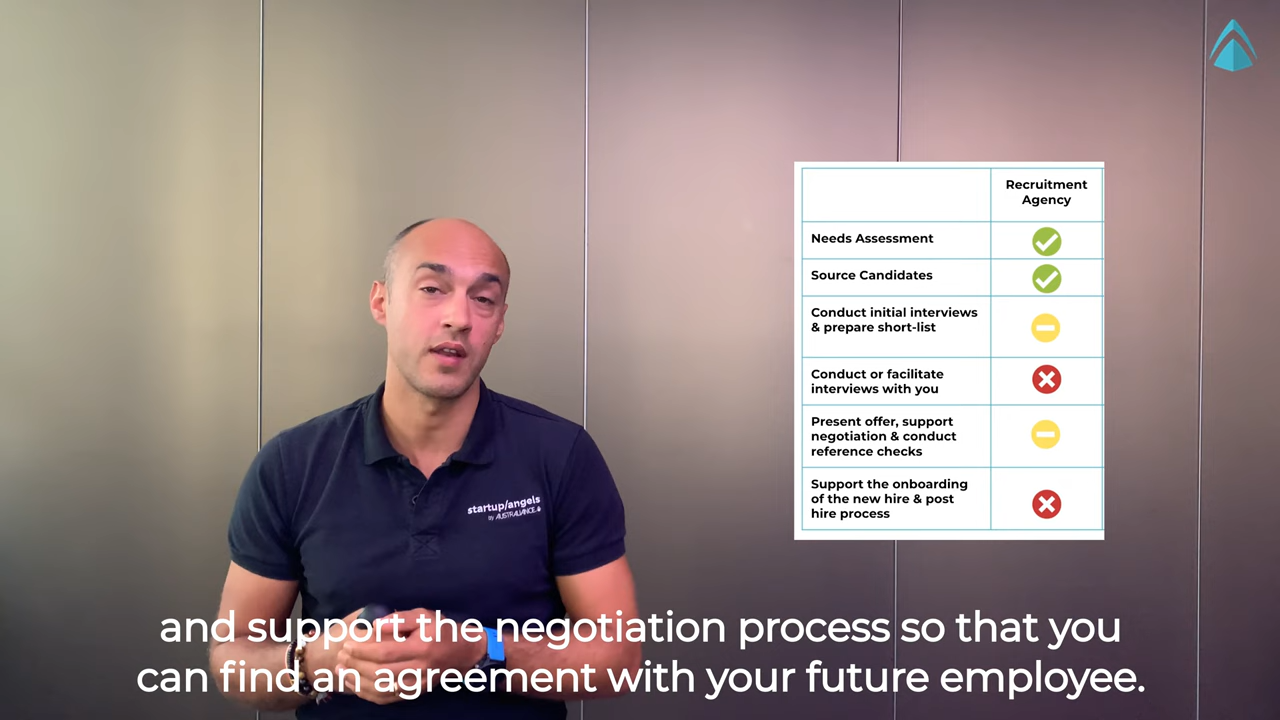 Recruitment
Agency
Needs Assessment
Source Candidates
Conduct initial interviews
& prepare short-list
Conduct or facilitate
interviews with you
Present offer, support
negotiation & conduct
reference checks
Support the onboarding
of the new hire & post
hire process
startup/angels
by AUSTRALIANCE
and support the negotiation process so that you
can find an agreement with your future employee.